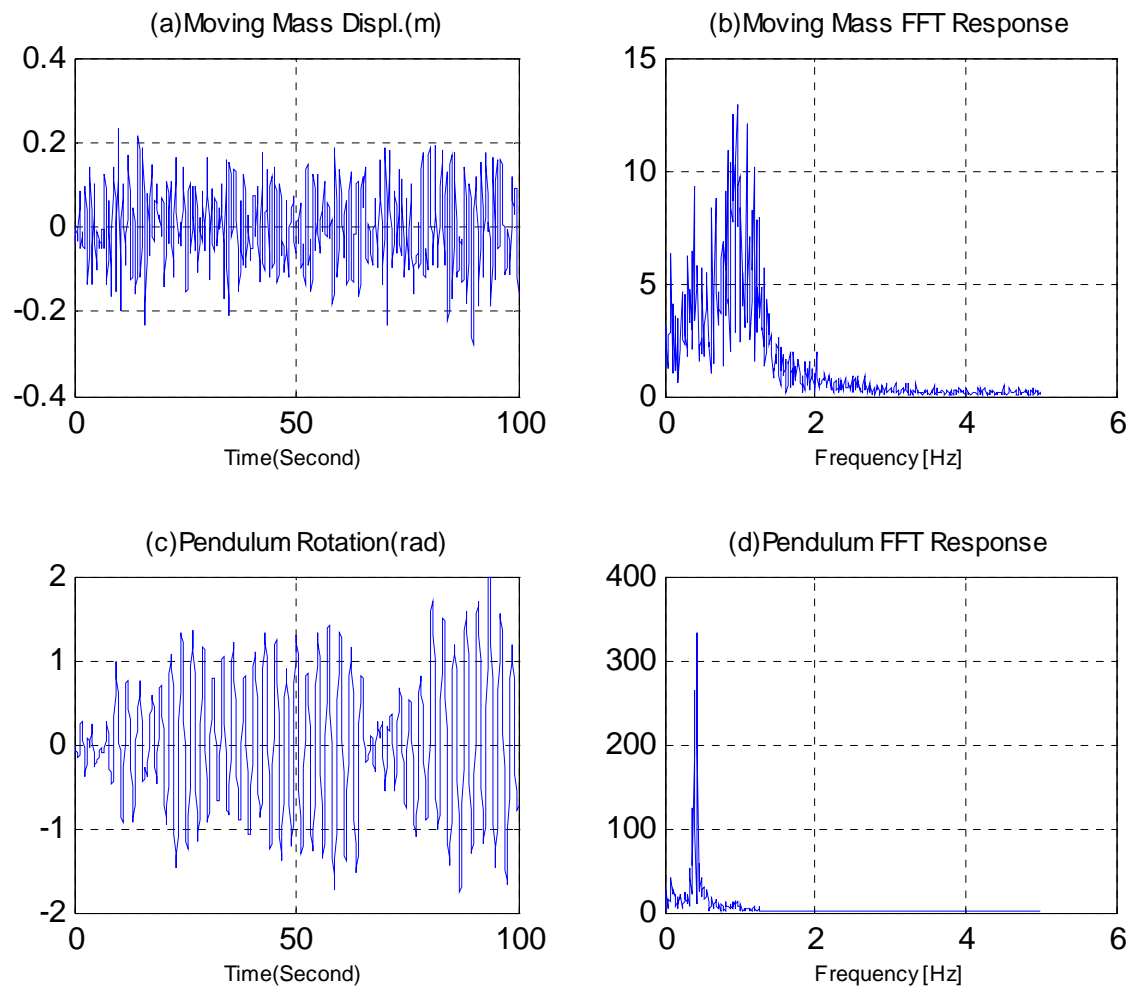 (a)Moving Mass Displ.(m)
0.4
0.2
0
-0.2
-0.4
0 50 100
Time(Second)
(b)Moving Mass FFT Response
15
10
5
0
0 2 4 6
Frequency [Hz]
(c)Pendulum Rotation(rad)
2
1
0
-1
-2
0 50 100
Time(Second)
(d)Pendulum FFT Response
400
300
200
100
0
0 2 4 6
Frequency [Hz]